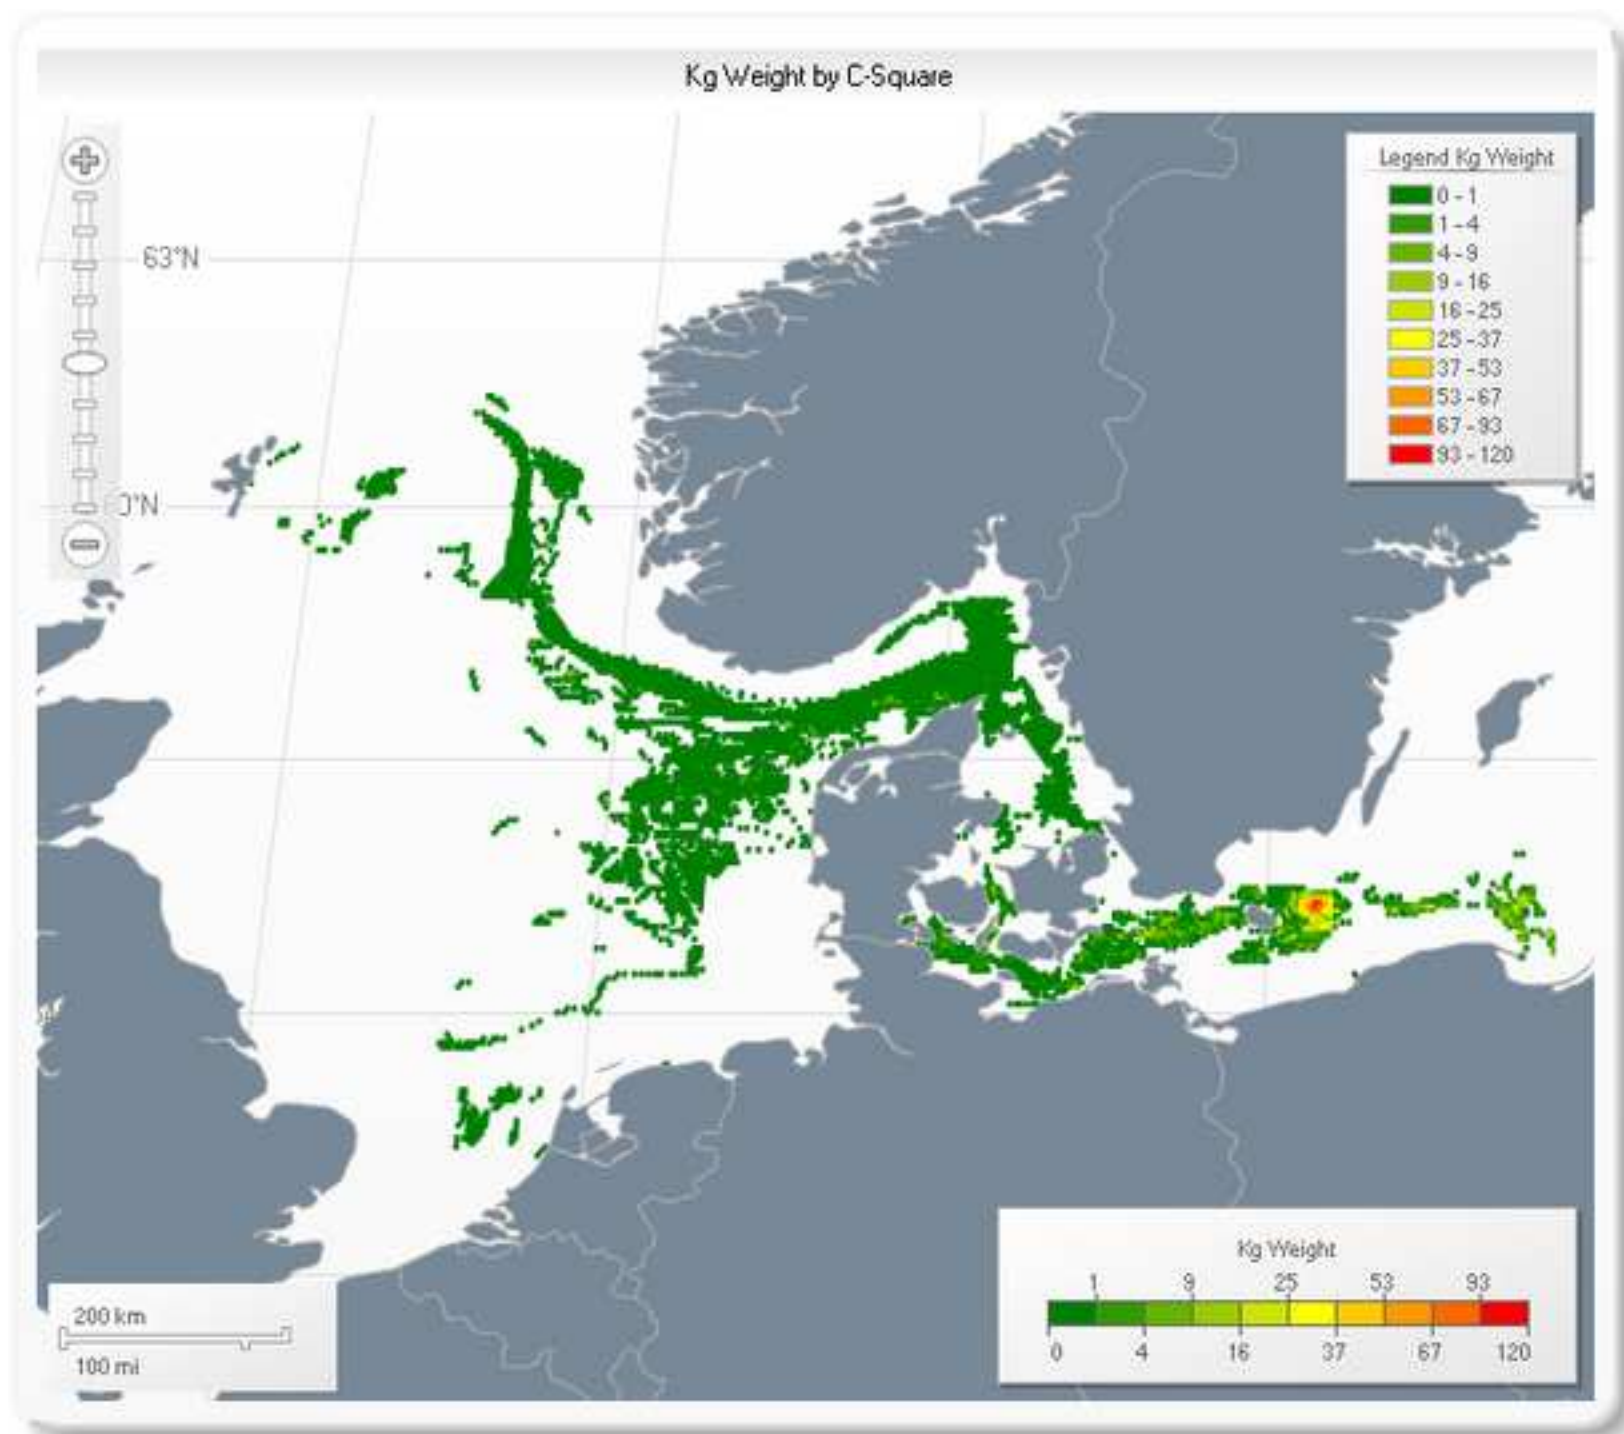 Kg Weight by C-Square
Legend Kg Weight
0 - 1
1 - 4
4 - 9
9 - 16
16 - 25
25 - 37
37 - 53
53 - 67
67 - 93
93 - 120
63°N
0°N
Kg Weight
1 9 25 53 93
0 4 16 37 67 120
200 km
100 mi